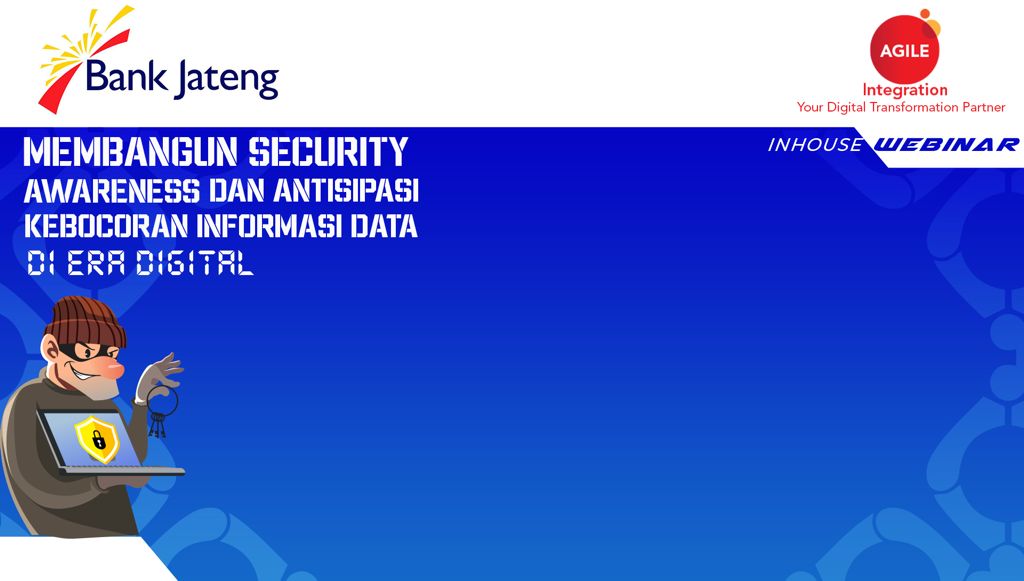 Bank Jateng
AGILE
Integration
Your Digital Transformation Partner
INHOUSE WEBINAR
MEMBANGUN SECURITY
AWARENESS DAN ANTISIPASI
KEBOCORAN INFORMASI DATA
DI ERA DIGITAL